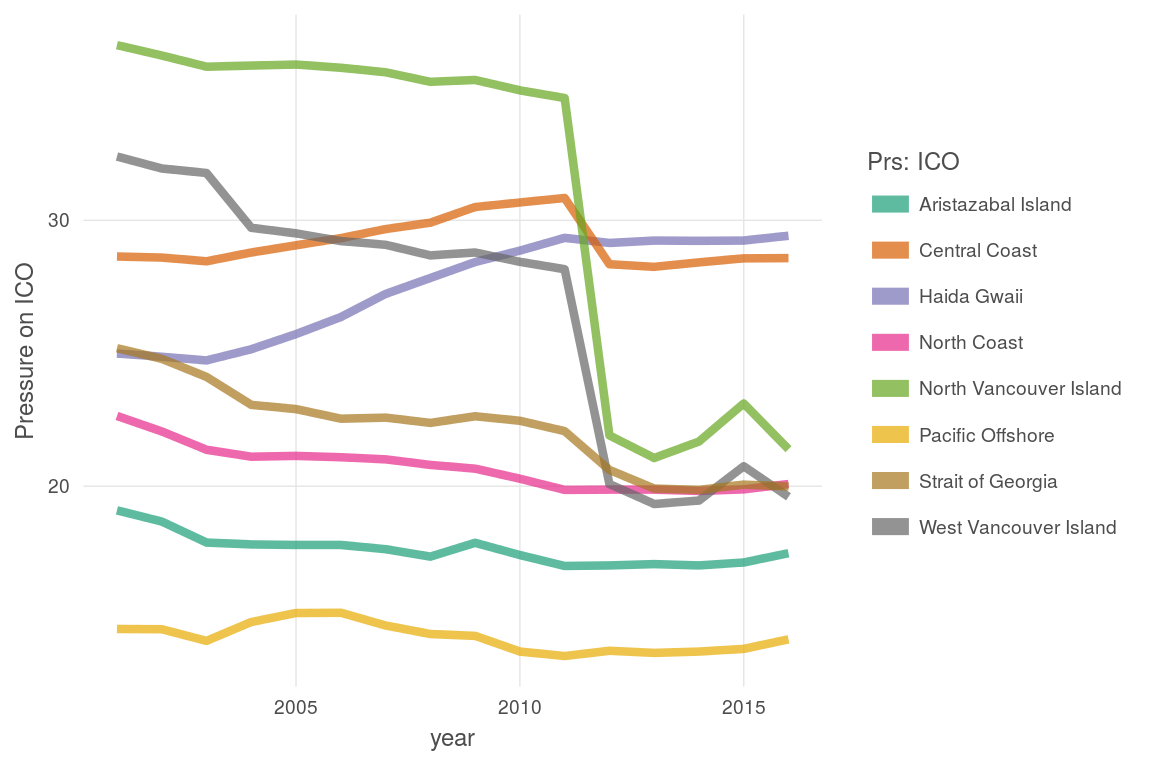 Pressure on ICO
30
20
2005
2010
2015
year
Prs: ICO
Aristazabal Island
Central Coast
Haida Gwaii
North Coast
North Vancouver Island
Pacific Offshore
Strait of Georgia
West Vancouver Island